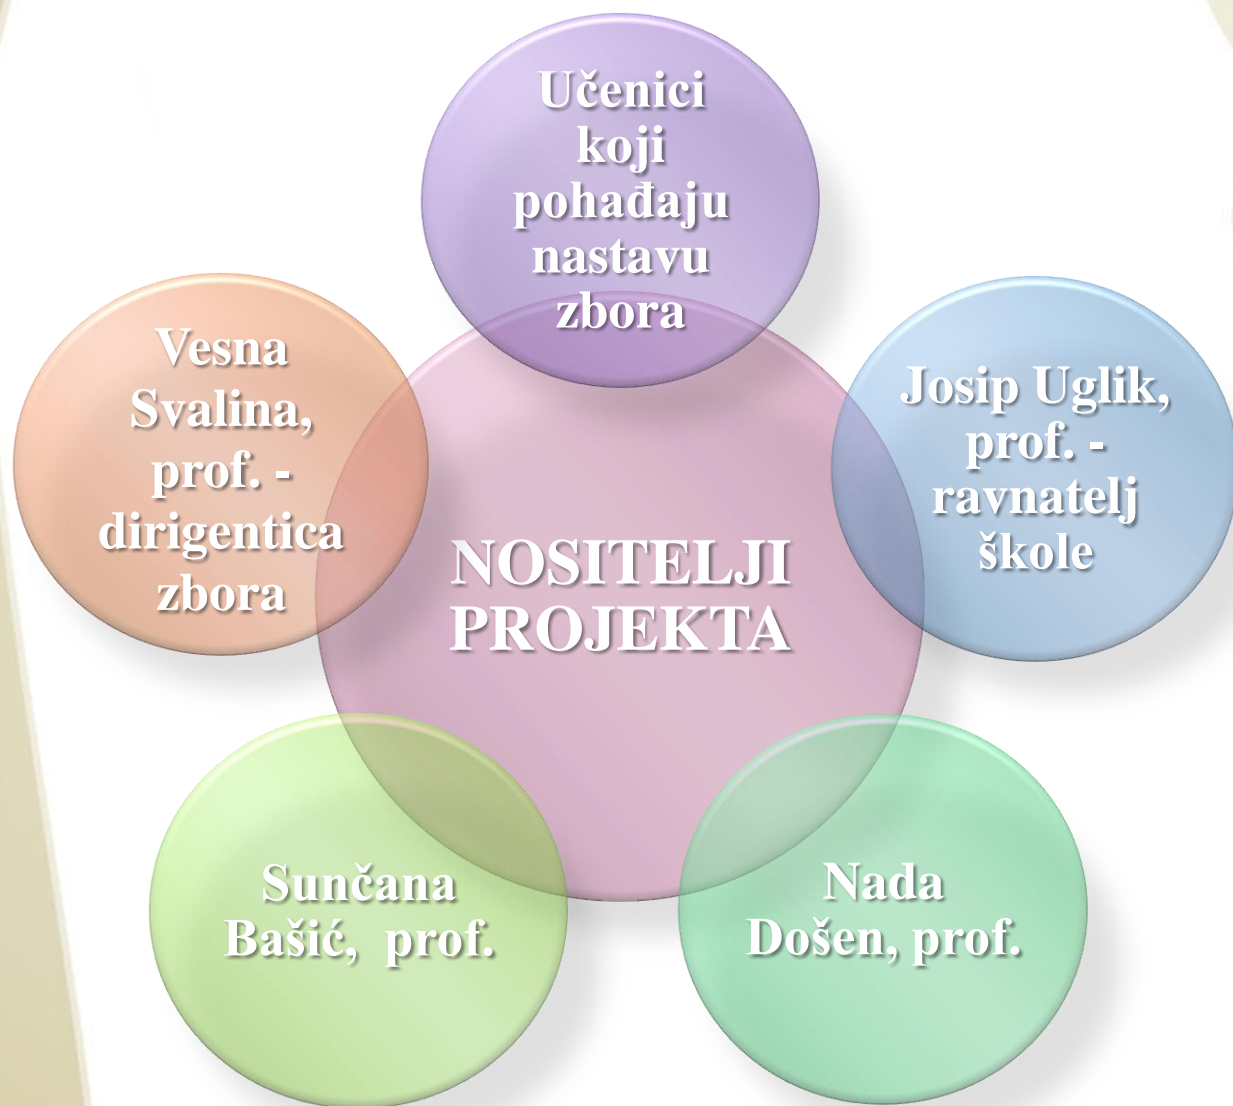 Učenici
koji
pohađaju
nastavu
zbora
Vesna
Svalina,
prof. -
dirigentica
zbora
Josip Uglik,
prof. -
ravnatelj
škole
NOSITELJI
PROJEKTA
Sunčana
Bašić,  prof.
Nada
Došen, prof.